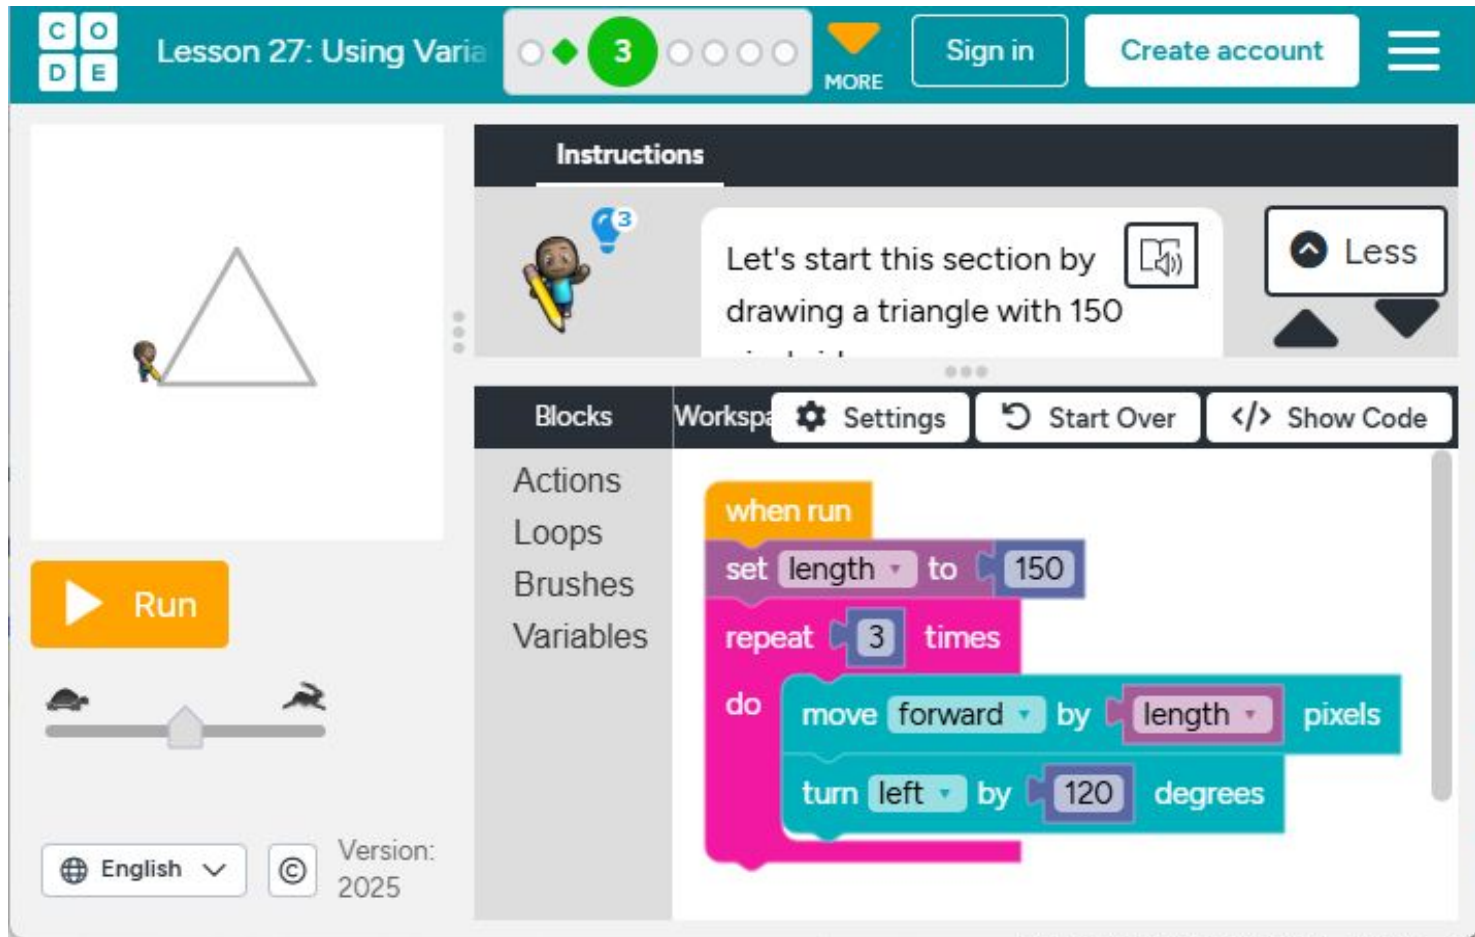 C O
D E
Lesson 27: Using Varia
3
MORE
Sign in
Create account
Instructions
3
Let's start this section by
drawing a triangle with 150
Less
Blocks
Workspa
Settings
Start Over
</> Show Code
Actions
Loops
Brushes
Variables
when run
set length to 150
repeat 3 times
do
move forward by length pixels
turn left by 120 degrees
Run
English
©
Version:
2025